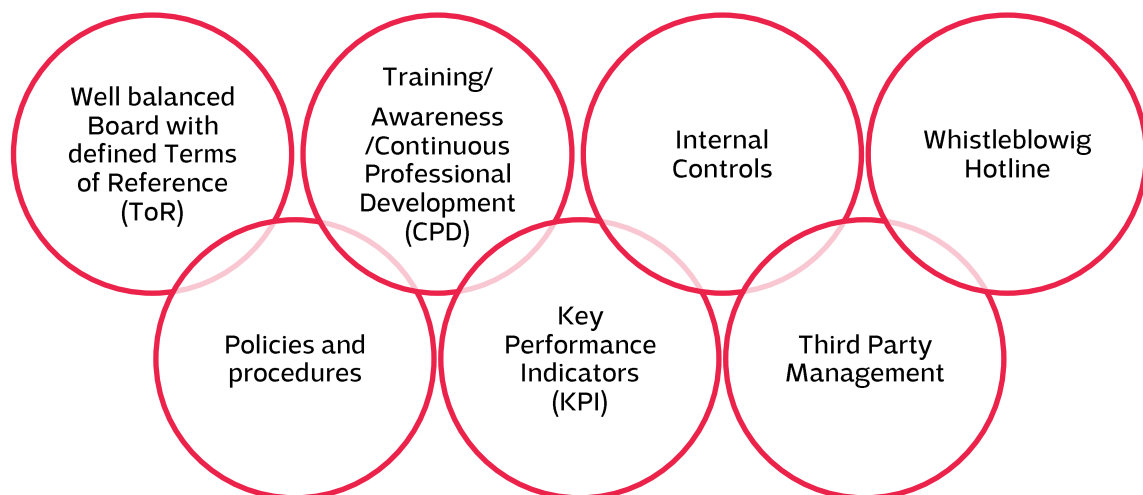 Well balanced
Board with
defined Terms
of Reference
(ToR)
Training/
Awareness
/Continuous
Professional
Development
(CPD)
Internal
Controls
Whistleblowig
Hotline
Policies and
procedures
Key
Performance
Indicators
(KPI)
Third Party
Management